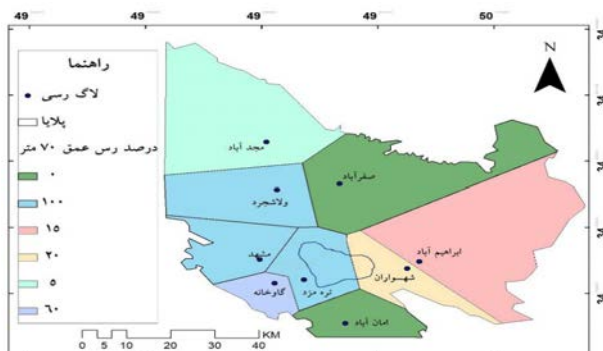 49 49 49 49 50
N
راهنما
لاگ رسی
پلایا
درصد رس عمق ۷۰ متر
۰
۱۰۰
۱۵
۲۰
۵
۶۰
مجد آباد
صفرآباد
ولاشجرد
ابراهیم آباد
مشهد
شهواران
گاوخانه
تره مزد
امان آباد
0 5 10 20 30 40 KM